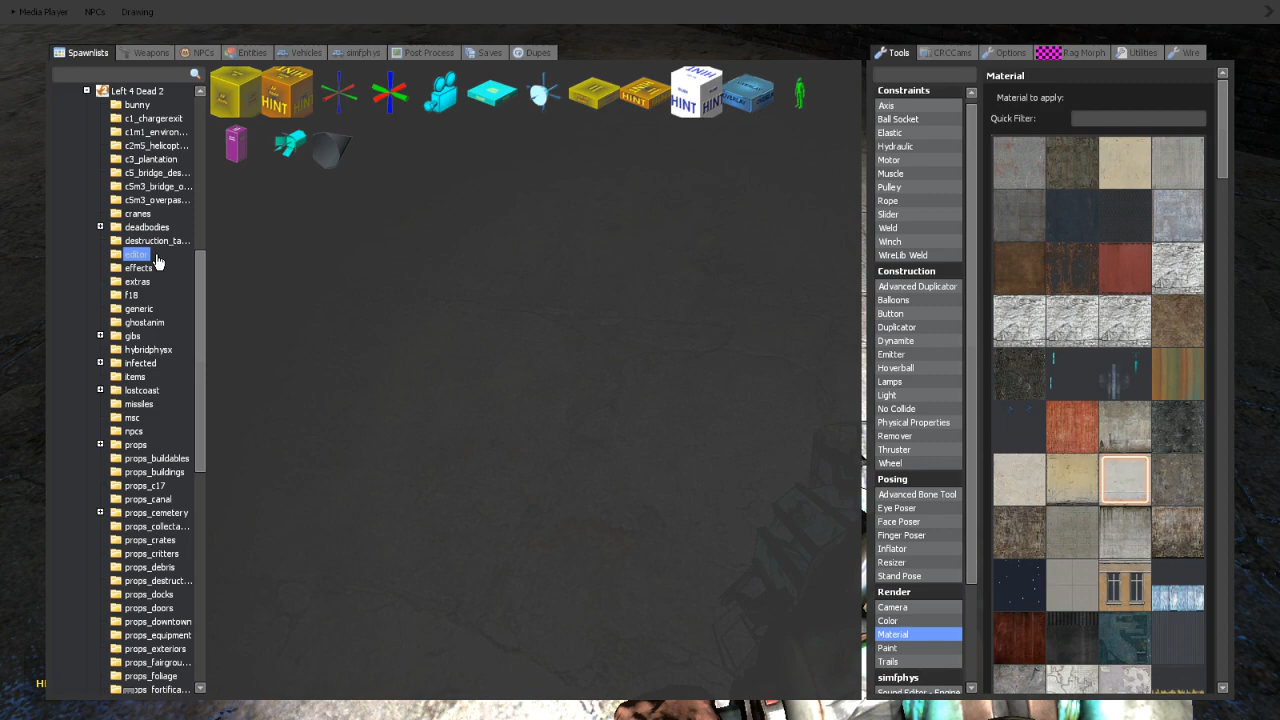 Media Player NPCs Drawing
Spawnlists Weapons NPCs Entities Vehicles simfphys Post Process Saves Dupes
Left 4 Dead 2
bunny
c1_chargerexit
c1m1_environ...
c2m5_helicopt...
c3_plantation
c5_bridge_des...
c5m3_bridge_o...
c5m3_overpas...
cranes
deadbodies
destruction_ta...
editor
effects
extras
f18
generic
ghostanim
gibs
hybridphysx
infected
items
lostcoast
missiles
msc
npcs
props
props_buildables
props_buildings
props_c17
props_canal
props_cemetery
props_collecta...
props_crates
props_critters
props_debris
props_destruct...
props_docks
props_doors
props_downtown
props_equipment
props_exteriors
props_fairgrou...
props_foliage
HINT
HINT
Tools CRCCams Options Rag Morph Utilities Wire
Constraints
Axis
Ball Socket
Elastic
Hydraulic
Motor
Muscle
Pulley
Rope
Slider
Weld
Winch
WireLib Weld
Construction
Advanced Duplicator
Balloons
Button
Duplicator
Dynamite
Emitter
Hoverball
Lamps
Light
No Collide
Physical Properties
Remover
Thruster
Wheel
Posing
Advanced Bone Tool
Eye Poser
Face Poser
Finger Poser
Inflator
Resizer
Stand Pose
Render
Camera
Color
Material
Paint
Trails
simfphys
Sound Editor - Engine
Material
Material to apply:
Quick Filter: